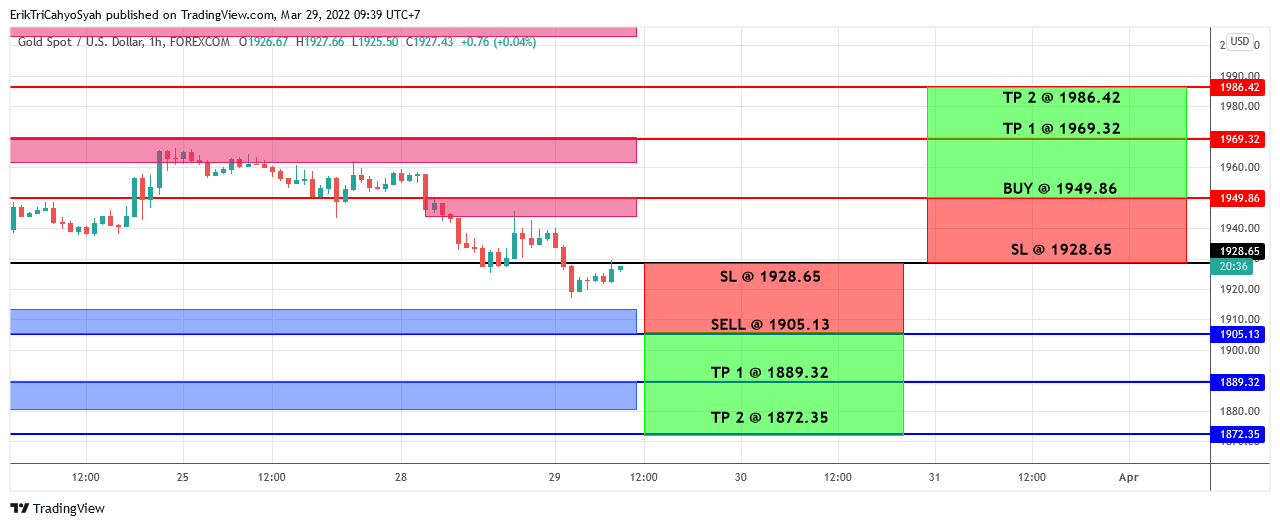 ErikTriCahyoSyah published on TradingView.com, Mar 29, 2022 09:39 UTC+7
Gold Spot / U.S. Dollar, 1h, FOREXCOM O1926.67 H1927.66 L1925.50 C1927.43 +0.76 (+0.04%)
USD
1990.00
1986.42
TP 2 @ 1986.42
1980.00
TP 1 @ 1969.32
1969.32
1960.00
BUY @ 1949.86
1949.86
1940.00
SL @ 1928.65
1928.65
20:36
SL @ 1928.65
1920.00
1910.00
SELL @ 1905.13
1905.13
1900.00
TP 1 @ 1889.32
1889.32
1880.00
TP 2 @ 1872.35
1872.35
12:00 25 12:00 28 29 12:00 30 12:00 31 12:00 Apr
TradingView